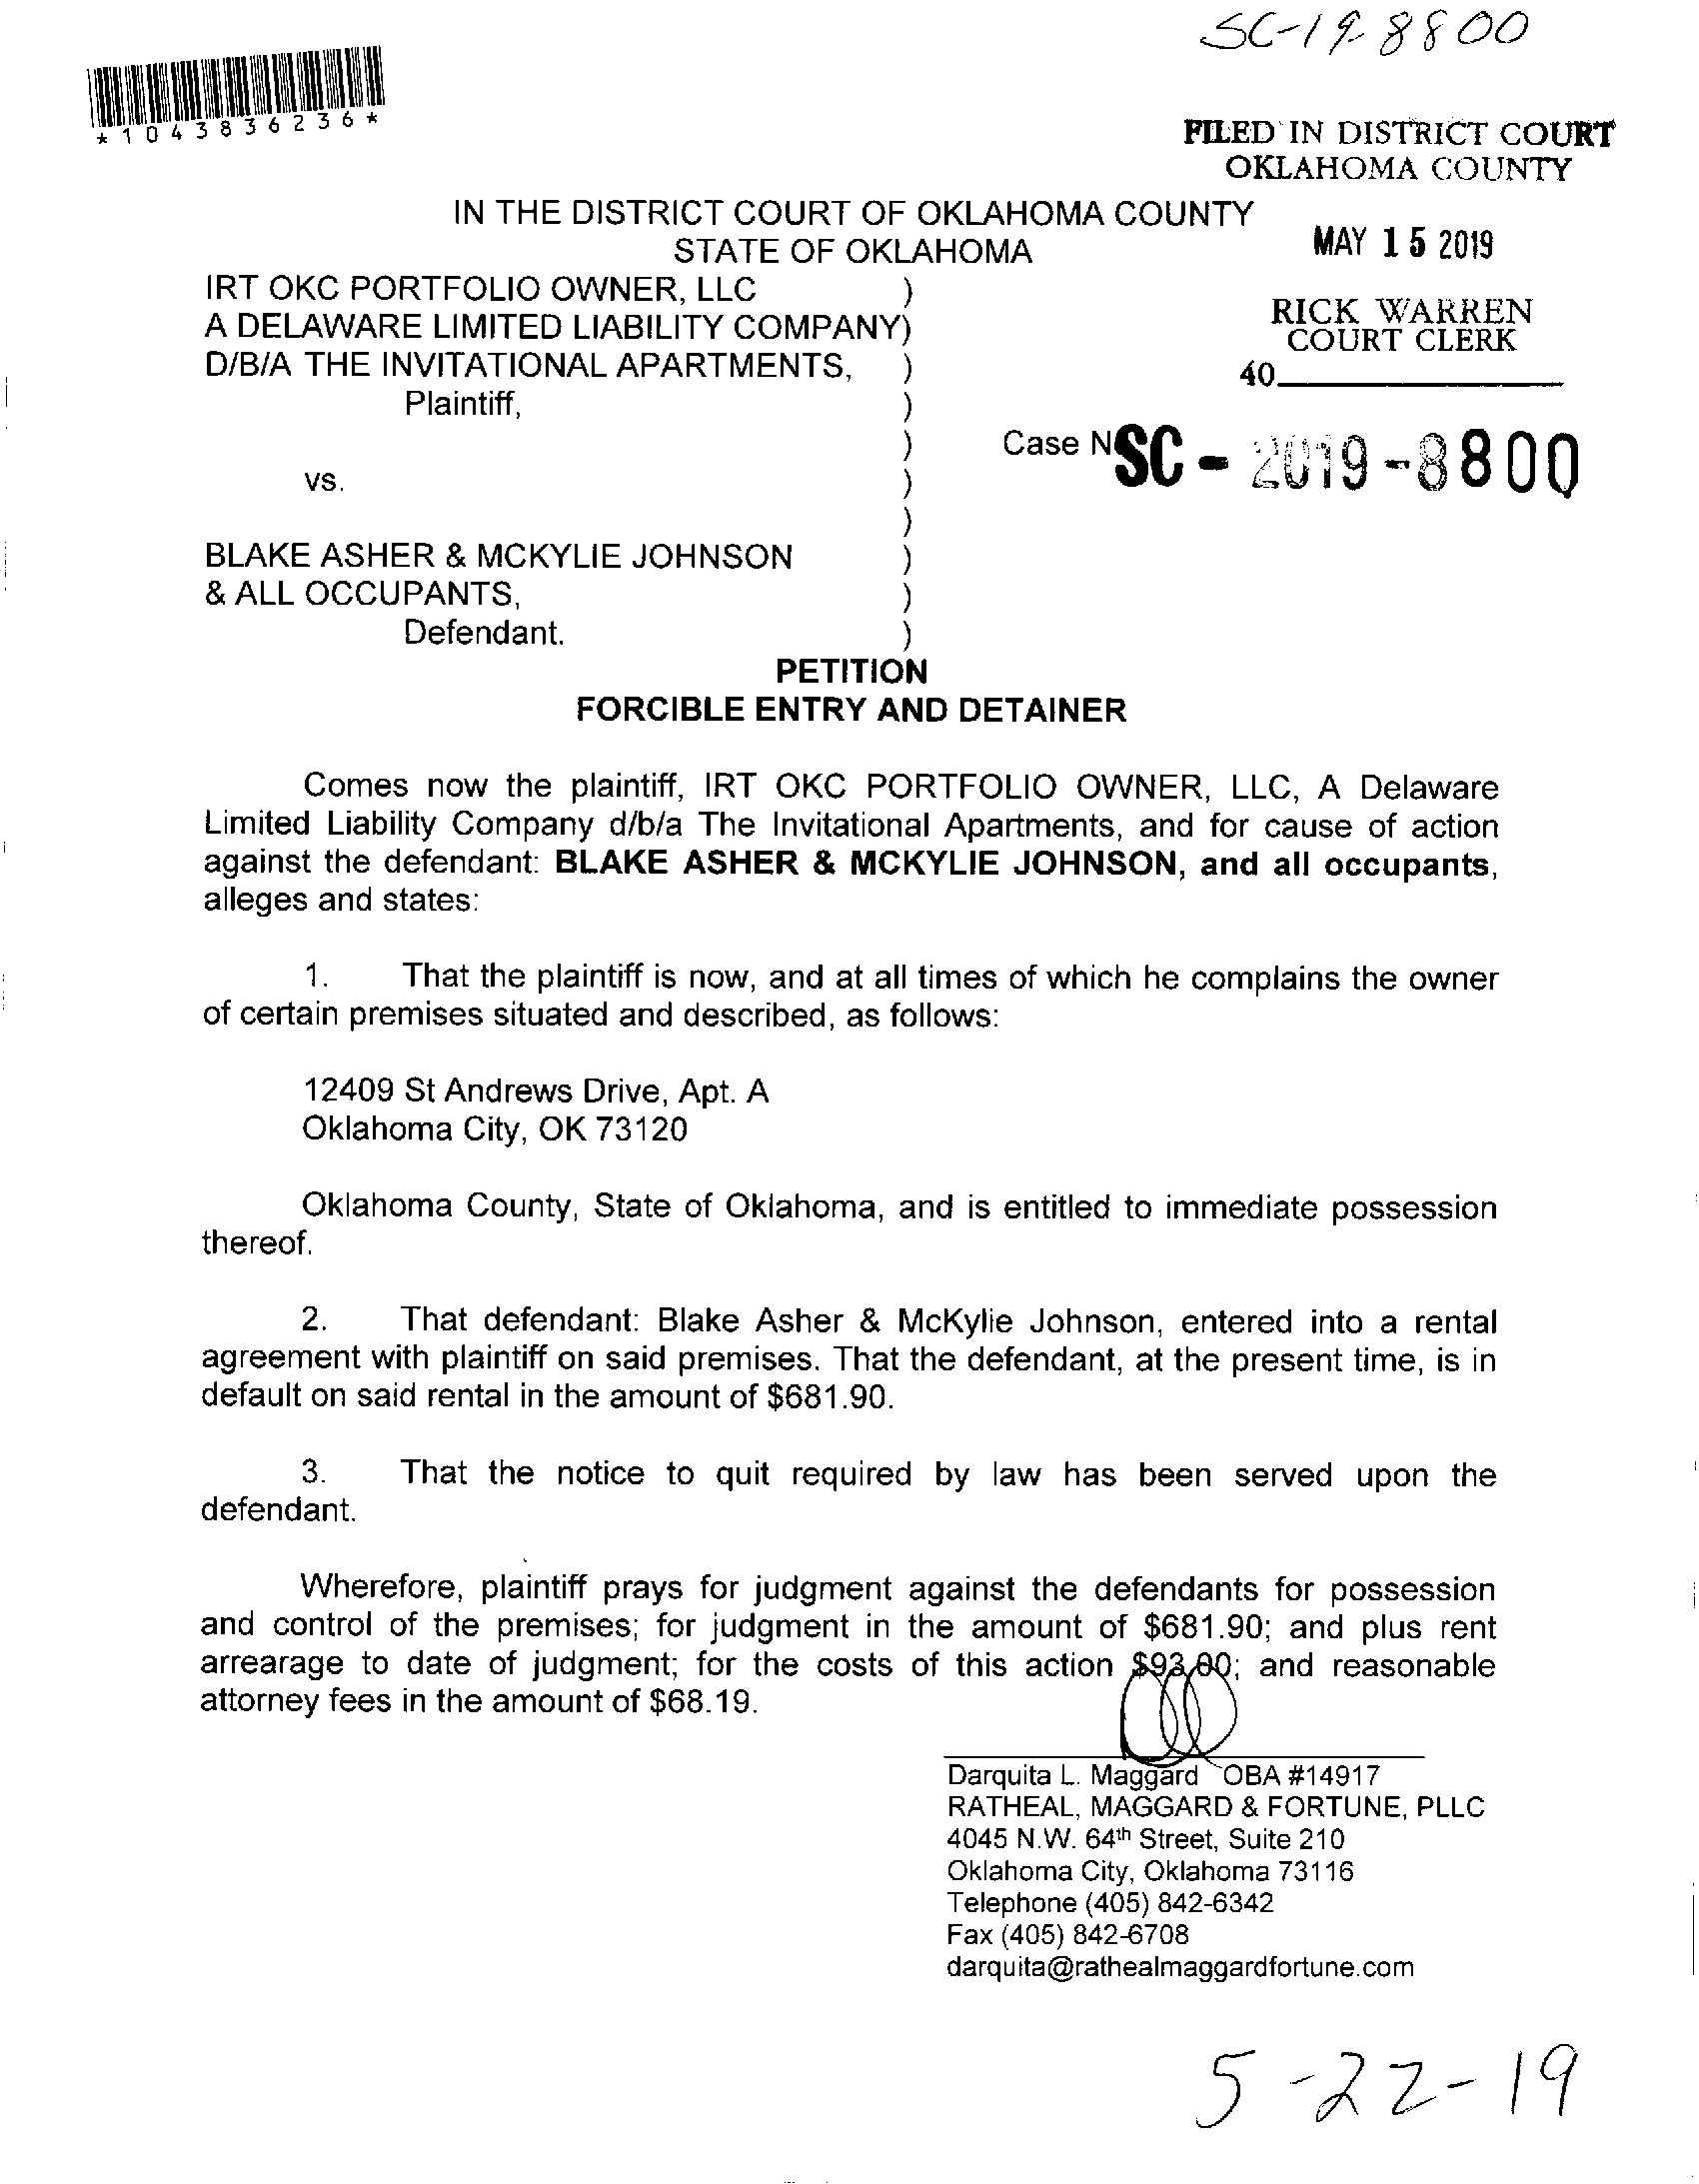 SC-19-8800
*1043836236*
FILED IN DISTRICT COURT
OKLAHOMA COUNTY
IN THE DISTRICT COURT OF OKLAHOMA COUNTY
STATE OF OKLAHOMA
MAY 15 2019
IRT OKC PORTFOLIO OWNER, LLC )
A DELAWARE LIMITED LIABILITY COMPANY)
D/B/A THE INVITATIONAL APARTMENTS, )
Plaintiff, )
RICK WARREN
COURT CLERK
40
)
Case N SC - 2019 - 8800
vs. )
)
BLAKE ASHER & MCKYLIE JOHNSON )
& ALL OCCUPANTS, )
Defendant. )
PETITION
FORCIBLE ENTRY AND DETAINER
Comes now the plaintiff, IRT OKC PORTFOLIO OWNER, LLC, A Delaware
Limited Liability Company d/b/a The Invitational Apartments, and for cause of action
against the defendant: BLAKE ASHER & MCKYLIE JOHNSON, and all occupants,
alleges and states:
1. That the plaintiff is now, and at all times of which he complains the owner
of certain premises situated and described, as follows:
12409 St Andrews Drive, Apt. A
Oklahoma City, OK 73120
Oklahoma County, State of Oklahoma, and is entitled to immediate possession
thereof.
2. That defendant: Blake Asher & McKylie Johnson, entered into a rental
agreement with plaintiff on said premises. That the defendant, at the present time, is in
default on said rental in the amount of $681.90.
3. That the notice to quit required by law has been served upon the
defendant.
Wherefore, plaintiff prays for judgment against the defendants for possession
and control of the premises; for judgment in the amount of $681.90; and plus rent
arrearage to date of judgment; for the costs of this action $93.00; and reasonable
attorney fees in the amount of $68.19.
Darquita L. Maggard OBA #14917
RATHEAL, MAGGARD & FORTUNE, PLLC
4045 N.W. 64th Street, Suite 210
Oklahoma City, Oklahoma 73116
Telephone (405) 842-6342
Fax (405) 842-6708
darquita@rathealmaggardfortune.com
5-22-19